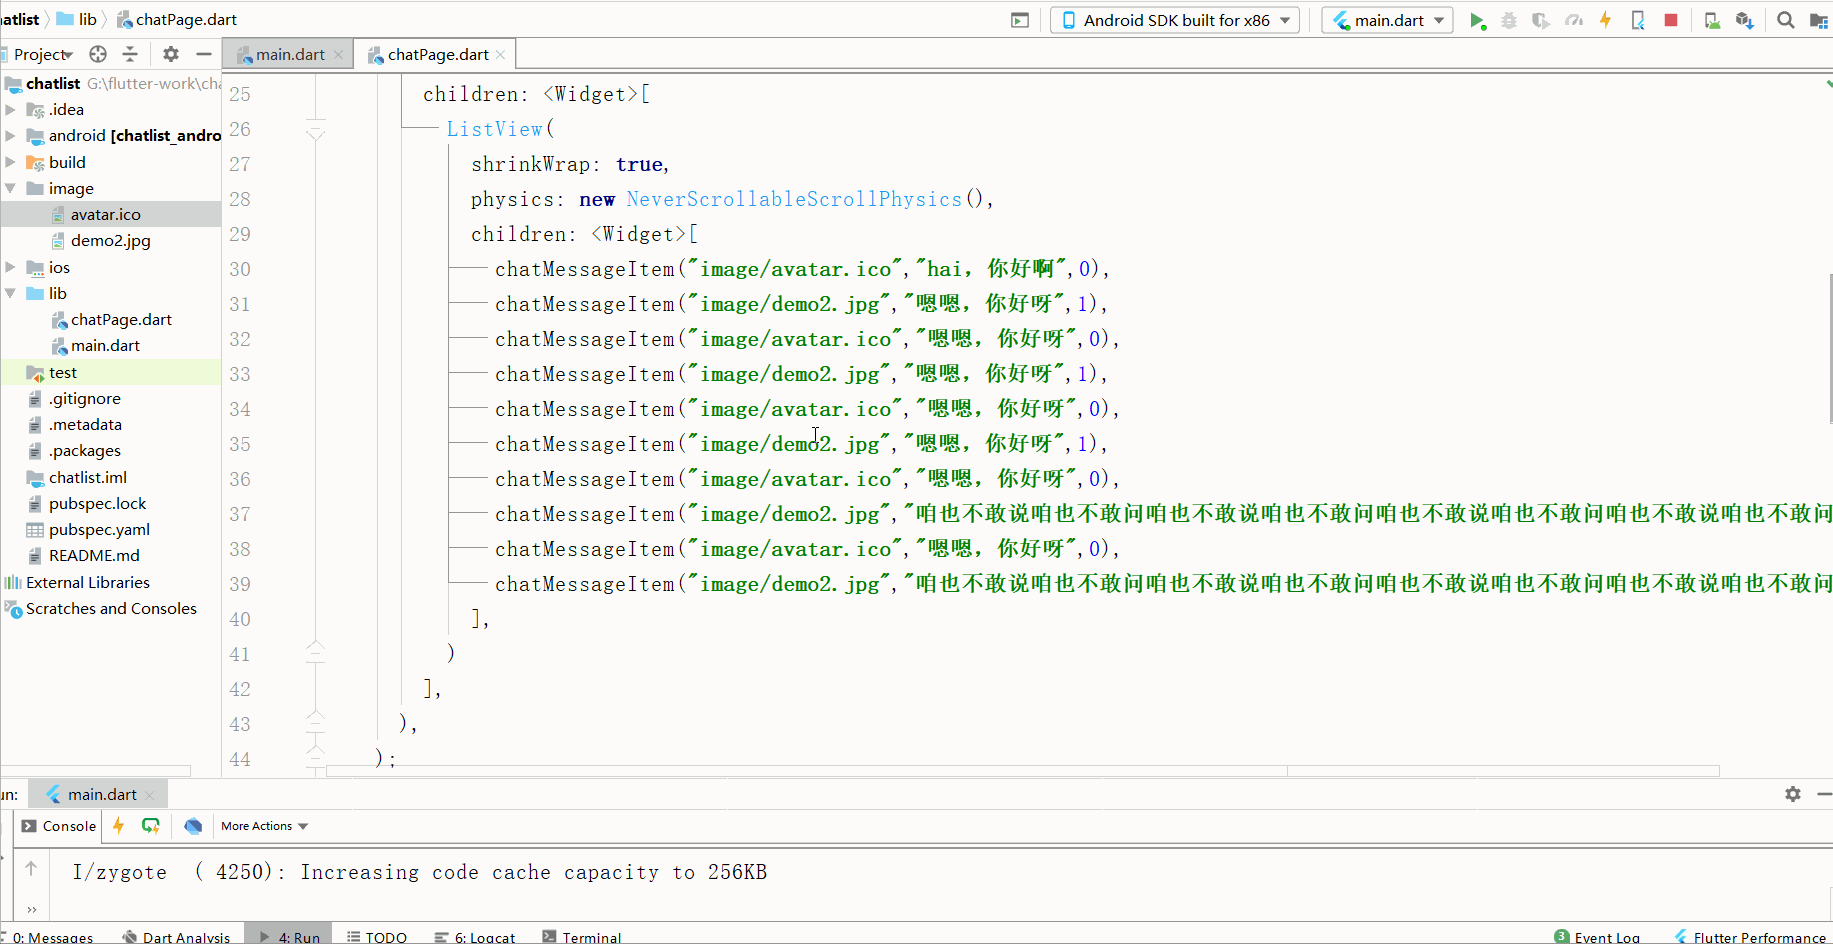 atlist lib chatPage.dart Android SDK built for x86 main.dart
Project main.dart chatPage.dart
chatlist G:\flutter-work\cha
.idea
android [chatlist_andro
build
image
avatar.ico
demo2.jpg
ios
lib
chatPage.dart
main.dart
test
.gitignore
.metadata
.packages
chatlist.iml
pubspec.lock
pubspec.yaml
README.md
External Libraries
Scratches and Consoles
25 children: <Widget>[
26 ListView(
27 shrinkWrap: true,
28 physics: new NeverScrollableScrollPhysics(),
29 children: <Widget>[
30 chatMessageItem("image/avatar.ico","hai, 你好啊",0),
31 chatMessageItem("image/demo2.jpg","嗯嗯, 你好呀",1),
32 chatMessageItem("image/avatar.ico","嗯嗯, 你好呀",0),
33 chatMessageItem("image/demo2.jpg","嗯嗯, 你好呀",1),
34 chatMessageItem("image/avatar.ico","嗯嗯, 你好呀",0),
35 chatMessageItem("image/demo2.jpg","嗯嗯, 你好呀",1),
36 chatMessageItem("image/avatar.ico","嗯嗯, 你好呀",0),
37 chatMessageItem("image/demo2.jpg","咱也不敢说咱也不敢问咱也不敢说咱也不敢问咱也不敢说咱也不敢问咱也不敢说咱也不敢问
38 chatMessageItem("image/avatar.ico","嗯嗯, 你好呀",0),
39 chatMessageItem("image/demo2.jpg","咱也不敢说咱也不敢问咱也不敢说咱也不敢问咱也不敢说咱也不敢问咱也不敢说咱也不敢问
40 ],
41 )
42 ],
43 ),
44 );
un: main.dart
Console More Actions
I/zygote ( 4250): Increasing code cache capacity to 256KB
0: Messages Dart Analysis 4: Run TODO 6: Logcat Terminal 3 Event Log Flutter Performance